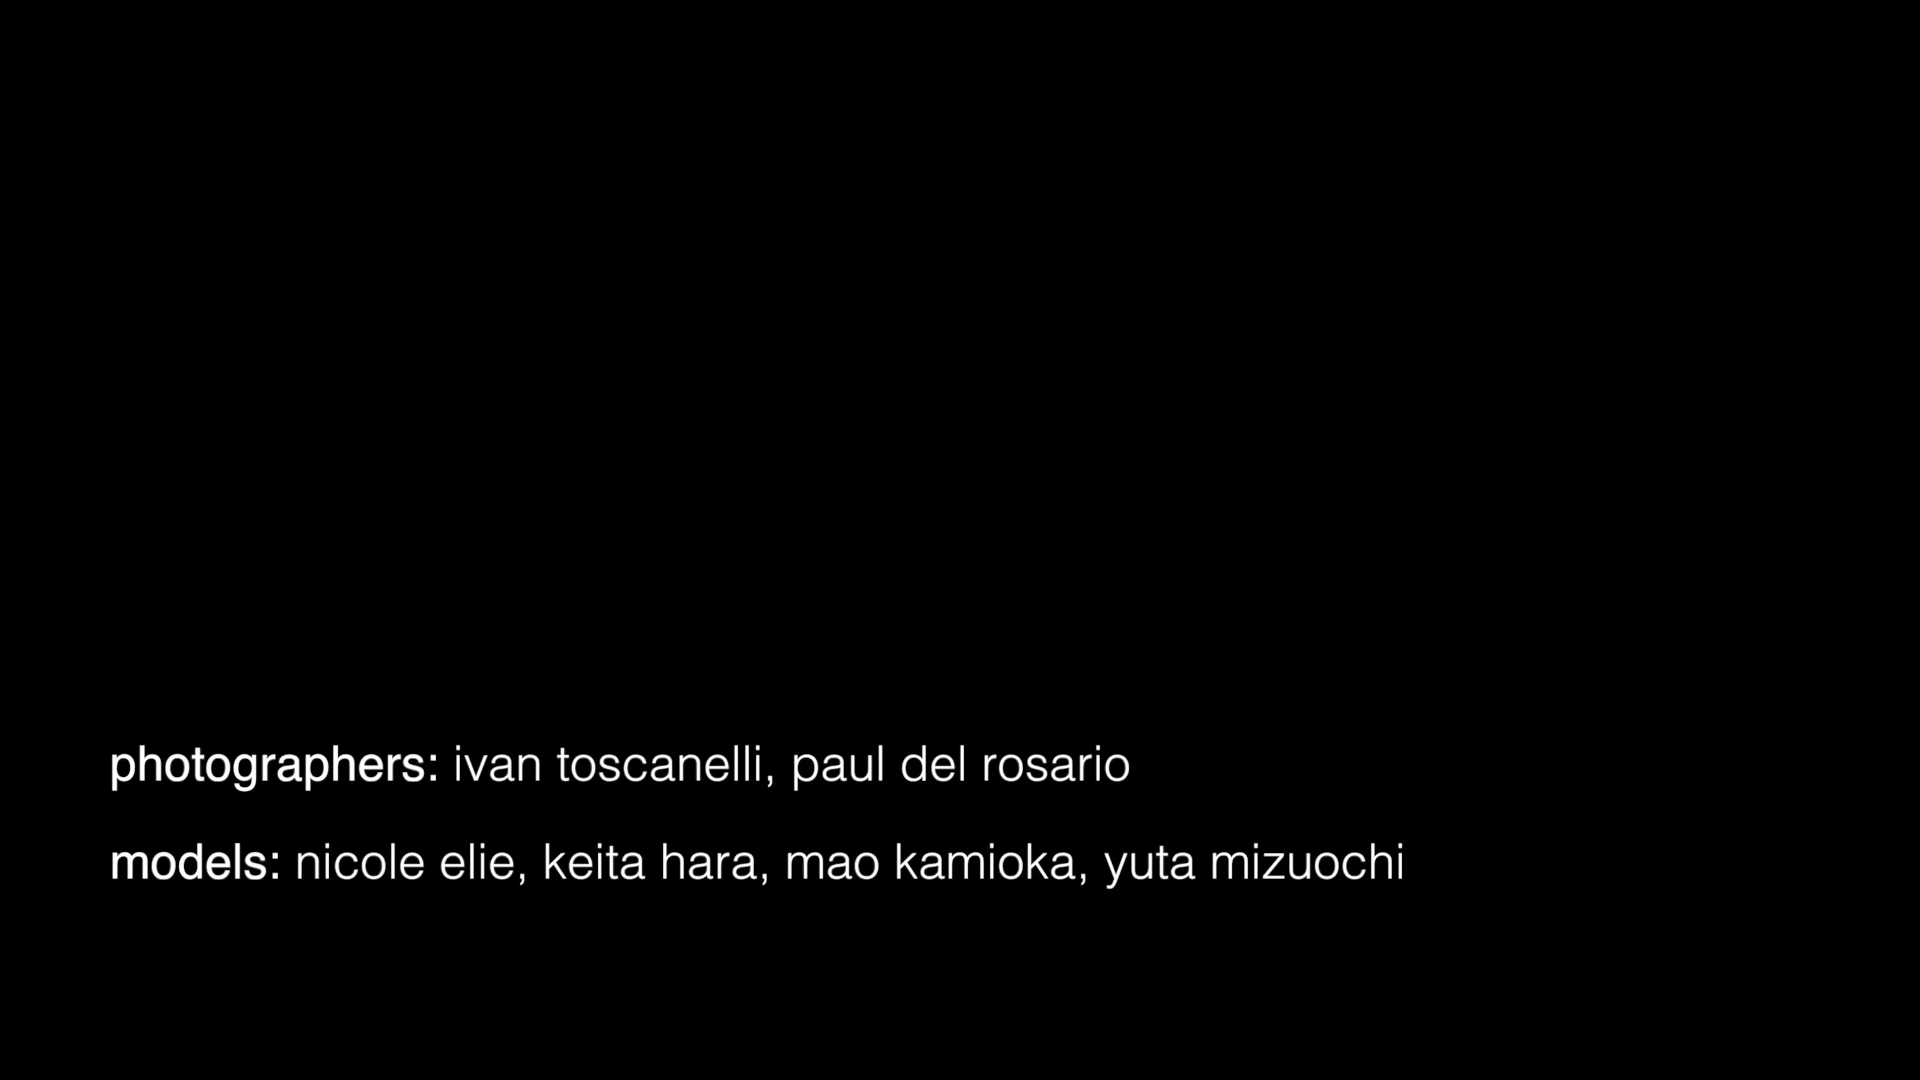 photographers: ivan toscanelli, paul del rosario
models: nicole elie, keita hara, mao kamioka, yuta mizuochi